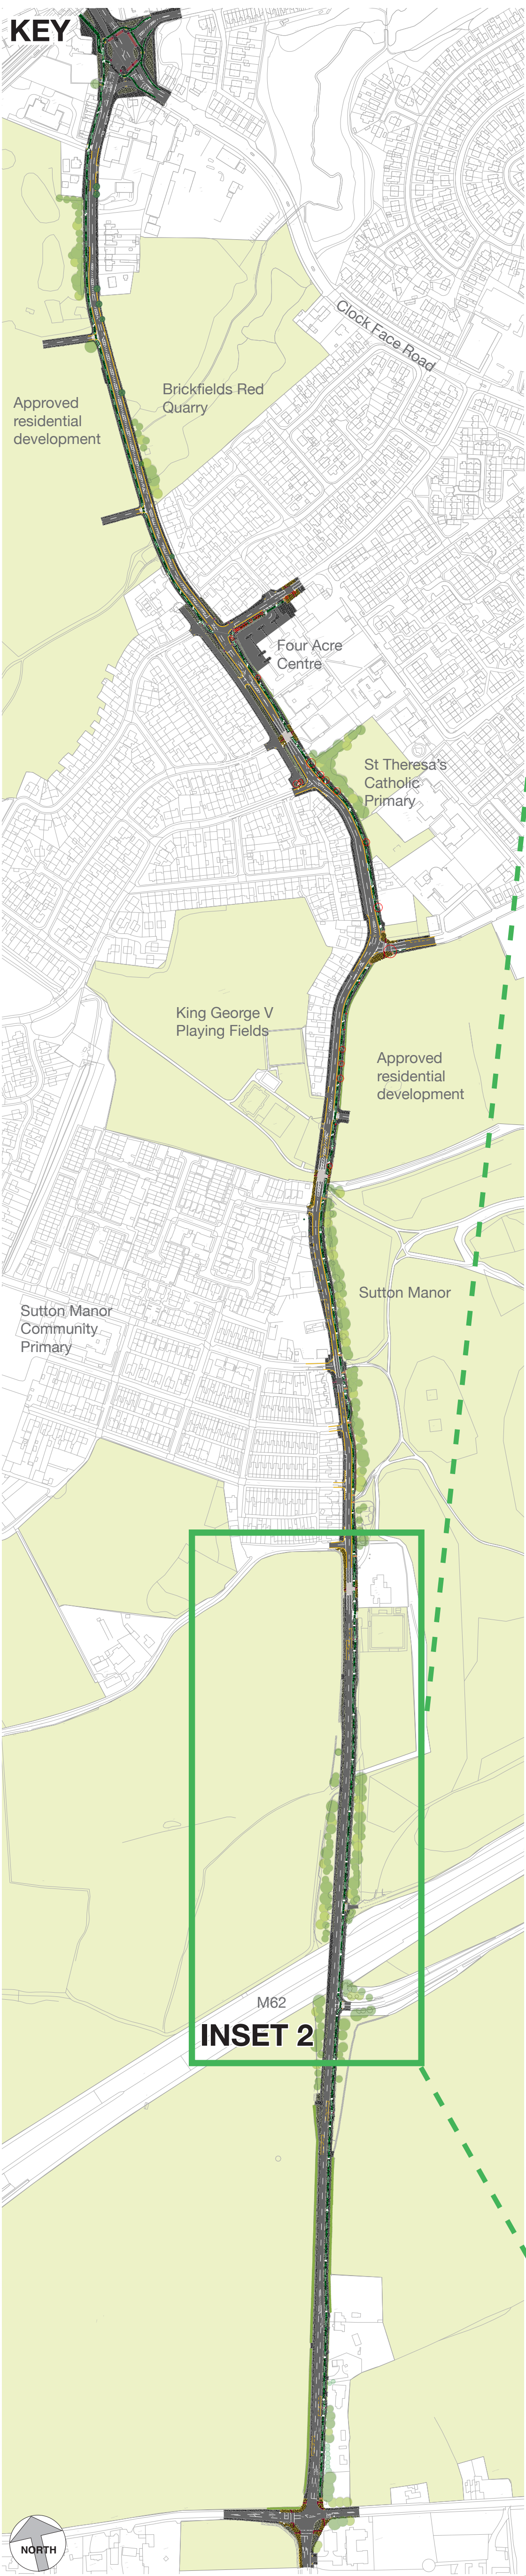 KEY
Clock Face Road
Brickfields Red
Quarry
Approved
residential
development
Four Acre
Centre
St Theresa's
Catholic
Primary
King George V
Playing Fields
Approved
residential
development
Sutton Manor
Sutton Manor
Community
Primary
M62
INSET 2
NORTH